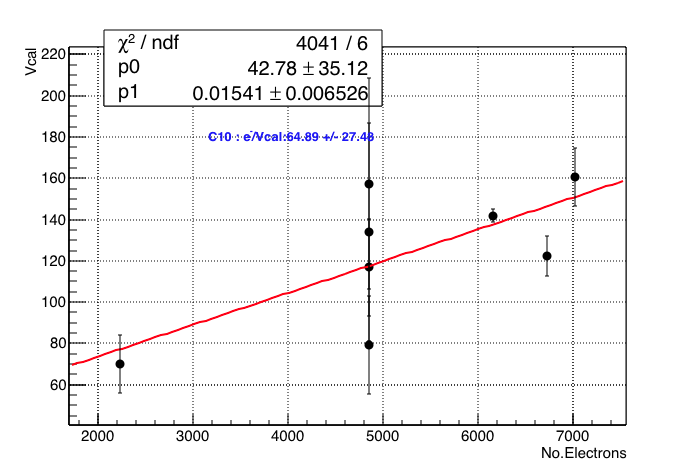 χ² / ndf 4041 / 6
p0 42.78 ± 35.12
p1 0.01541 ± 0.006526
C10 : e/Vcal:64.89 +/- 27.48
Vcal
220
200
180
160
140
120
100
80
60
2000 3000 4000 5000 6000 7000
No.Electrons